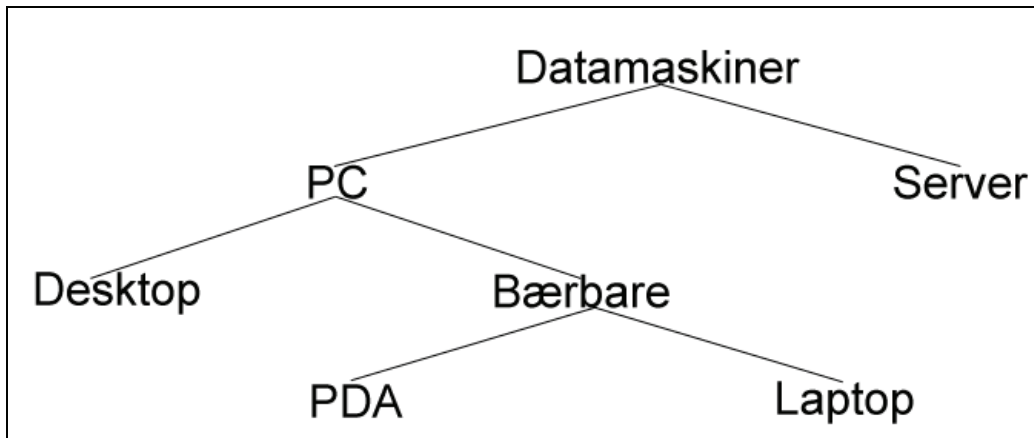 Datamaskiner
PC
Server
Desktop
Bærbare
PDA
Laptop